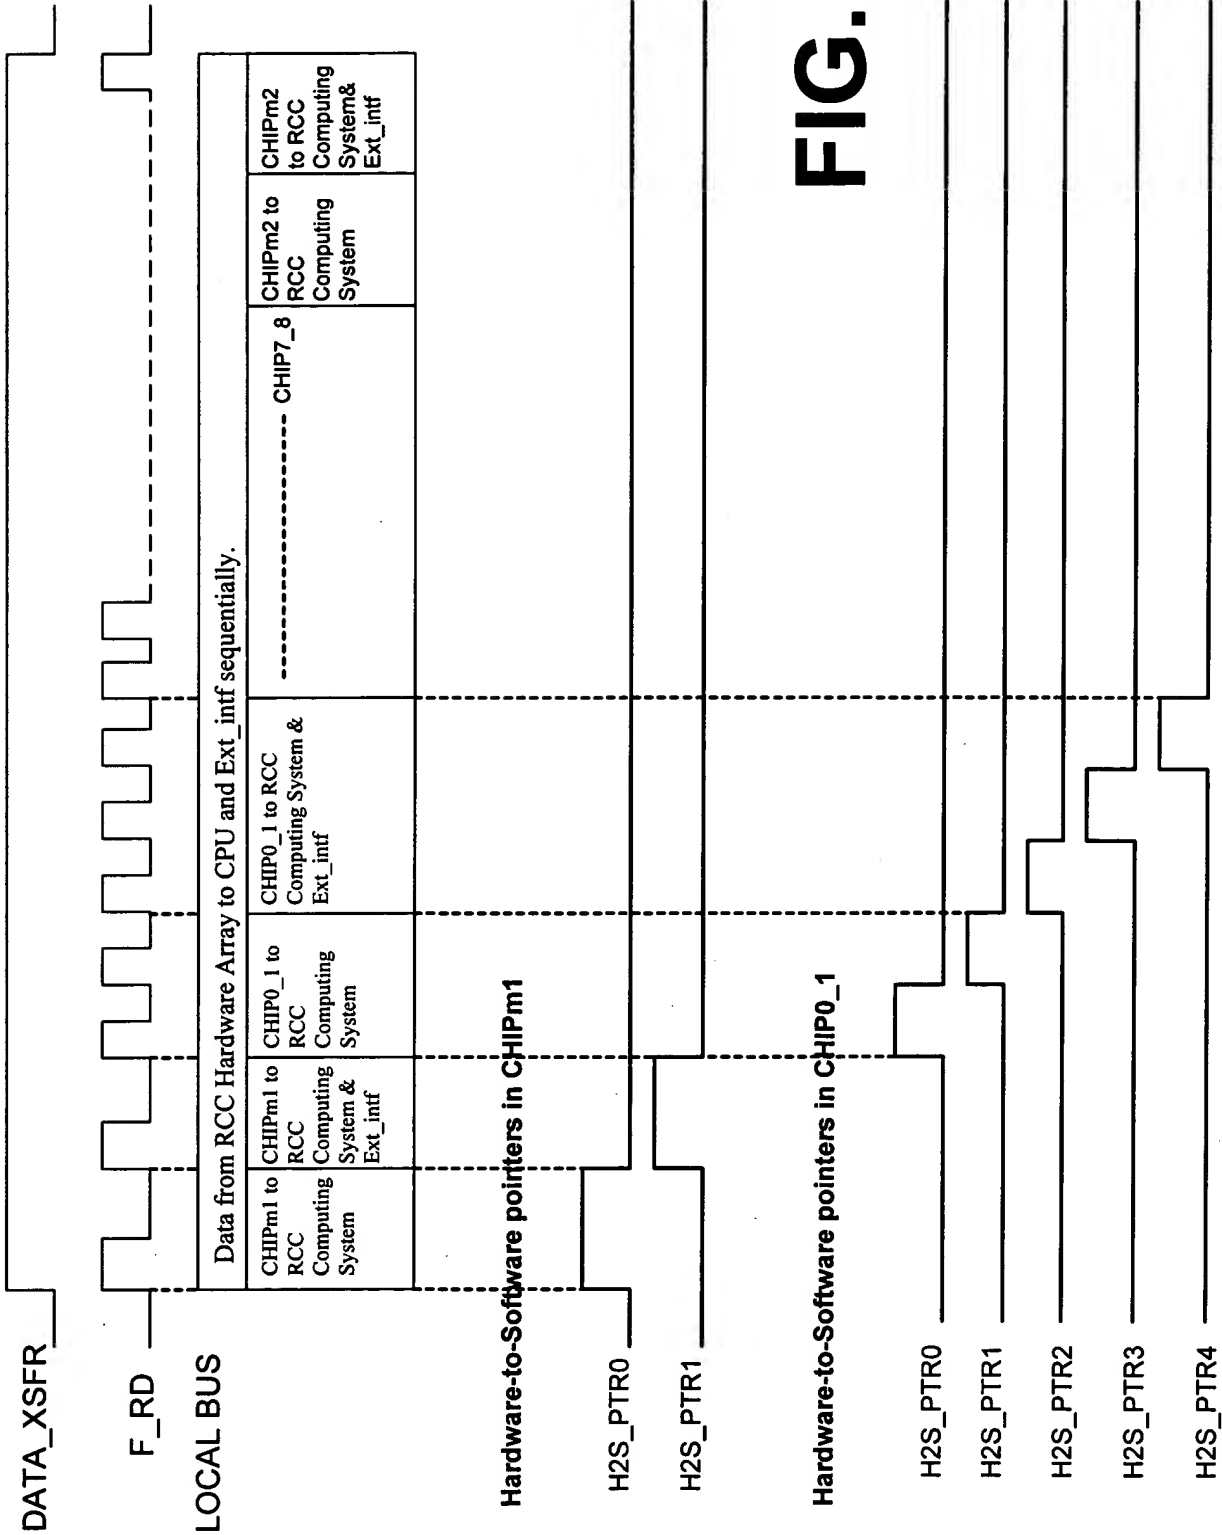 DATA_XSFR
F_RD
LOCAL BUS
Data from RCC Hardware Array to CPU and Ext_intf sequentially.
CHIPm1 to
RCC
Computing
System
CHIPm1 to
RCC
Computing
System &
Ext_intf
CHIP0_1 to
RCC
Computing
System
CHIP0_1 to RCC
Computing System &
Ext_intf
CHIP7_8
CHIPm2 to
RCC
Computing
System
CHIPm2
to RCC
Computing
System&
Ext_intf
Hardware-to-Software pointers in CHIPm1
H2S_PTR0
H2S_PTR1
Hardware-to-Software pointers in CHIP0_1
H2S_PTR0
H2S_PTR1
H2S_PTR2
H2S_PTR3
H2S_PTR4
FIG.